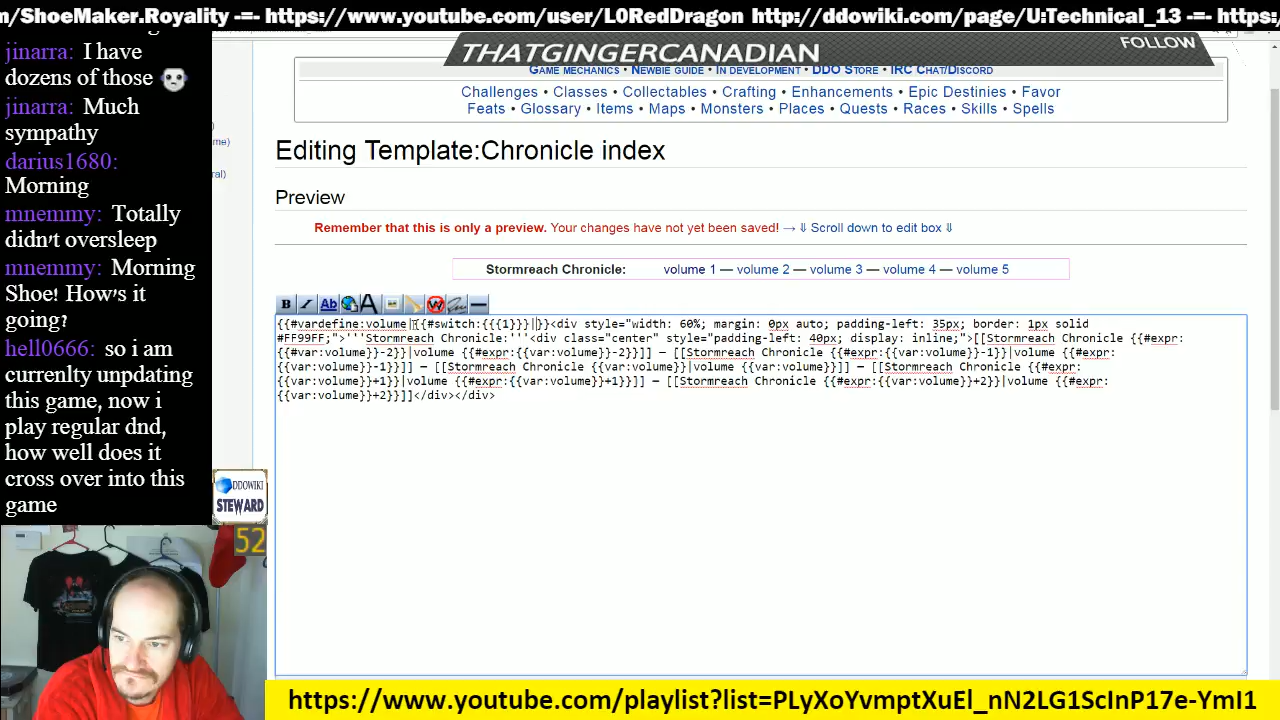 m/ShoeMaker.Royality -=- https://www.youtube.com/user/L0RedDragon http://ddowiki.com/page/U:Technical_13 -=- https:
THATGINGERCANADIAN
FOLLOW
jinarra: I have
dozens of those
jinarra: Much
sympathy
darius1680:
Morning
mnemmy: Totally
didn't oversleep
mnemmy: Morning
Shoe! How's it
going?
hell0666: so i am
currenlty unpdating
this game, now i
play regular dnd,
how well does it
cross over into this
game
Game mechanics • Newbie guide • In development • DDO Store • IRC Chat/Discord
Challenges • Classes • Collectables • Crafting • Enhancements • Epic Destinies • Favor
Feats • Glossary • Items • Maps • Monsters • Places • Quests • Races • Skills • Spells
Editing Template:Chronicle index
Preview
Remember that this is only a preview. Your changes have not yet been saved! → ⇓ Scroll down to edit box ⇓
Stormreach Chronicle: volume 1 — volume 2 — volume 3 — volume 4 — volume 5
{{#vardefine:volume|{{#switch:{{{1}}}|}}<div style="width: 60%; margin: 0px auto; padding-left: 35px; border: 1px solid
#FF99FF;">'''Stormreach Chronicle:'''<div class="center" style="padding-left: 40px; display: inline;">[[Stormreach Chronicle {{#expr:
{{#var:volume}}-2}}|volume {{#expr:{{var:volume}}-2}}]] — [[Stormreach Chronicle {{#expr:{{var:volume}}-1}}|volume {{#expr:
{{var:volume}}-1}}]] — [[Stormreach Chronicle {{var:volume}}|volume {{var:volume}}]] — [[Stormreach Chronicle {{#expr:
{{var:volume}}+1}}|volume {{#expr:{{var:volume}}+1}}]] — [[Stormreach Chronicle {{#expr:{{var:volume}}+2}}|volume {{#expr:
{{var:volume}}+2}}]]</div></div>
me)
ral)
DDOWIKI
STEWARD
52
https://www.youtube.com/playlist?list=PLyXoYvmptXuEl_nN2LG1ScInP17e-YmI1